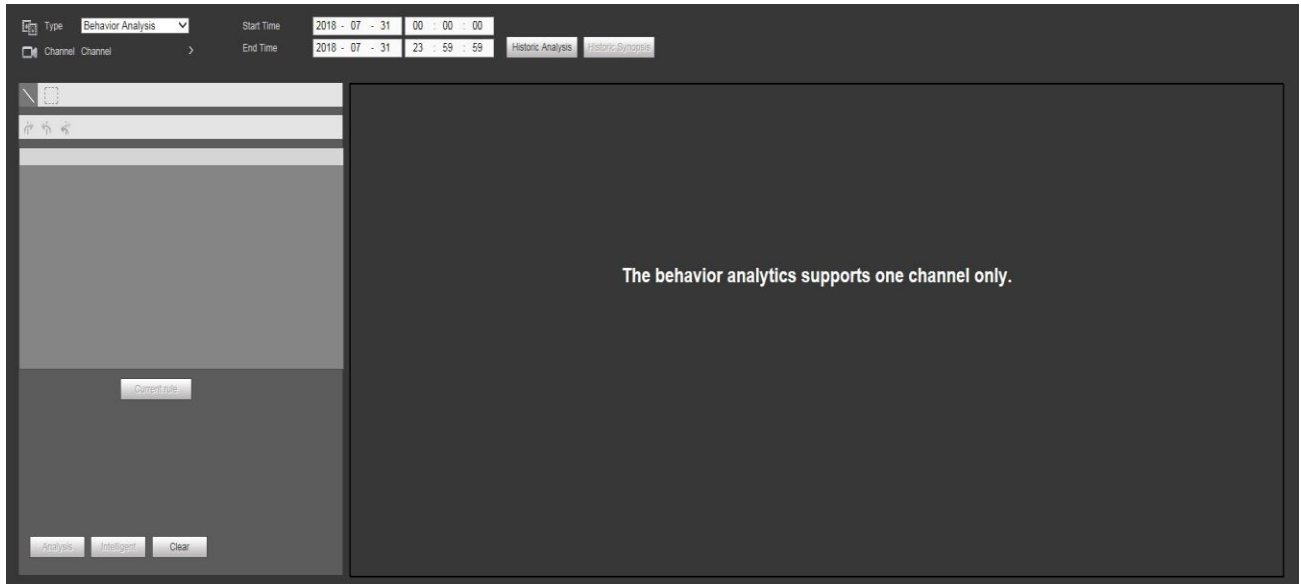 Type Behavior Analysis Start Time 2018 - 07 - 31 00 : 00 : 00
Channel Channel > End Time 2018 - 07 - 31 23 : 59 : 59 Historic Analysis Historic Synopsis
The behavior analytics supports one channel only.
Current rule
Analysis Intelligent Clear